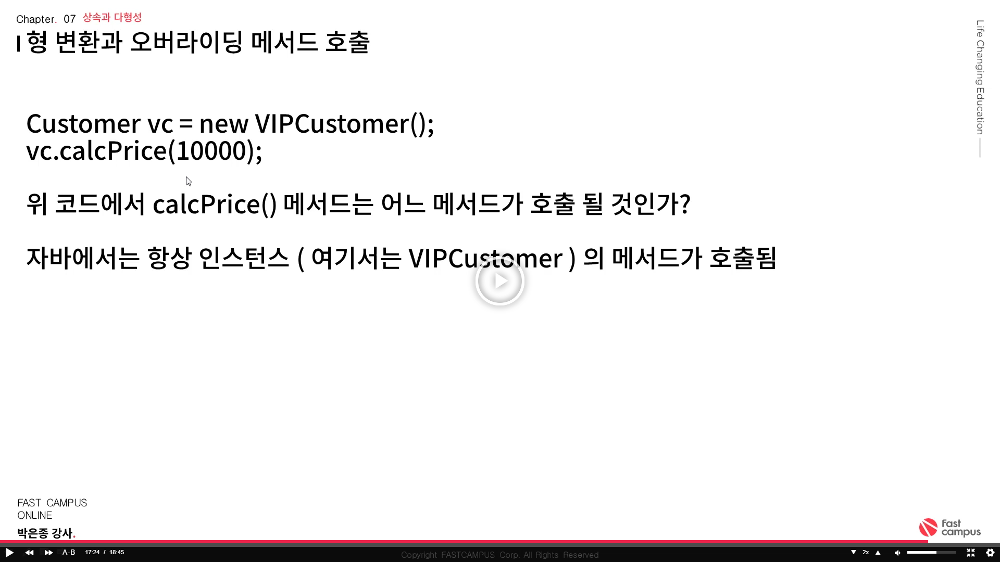 Chapter. 07 상속과 다형성
형 변환과 오버라이딩 메서드 호출
Life Changing Education
Customer vc = new VIPCustomer();
vc.calcPrice(10000);
위 코드에서 calcPrice() 메서드는 어느 메서드가 호출 될 것인가?
자바에서는 항상 인스턴스 ( 여기서는 VIPCustomer ) 의 메서드가 호출됨
FAST CAMPUS
ONLINE
박은종 강사.
Fast
campus
A-B 17:24 / 18:45
Copyright FASTCAMPUS Corp. All Rights Reserved
2x